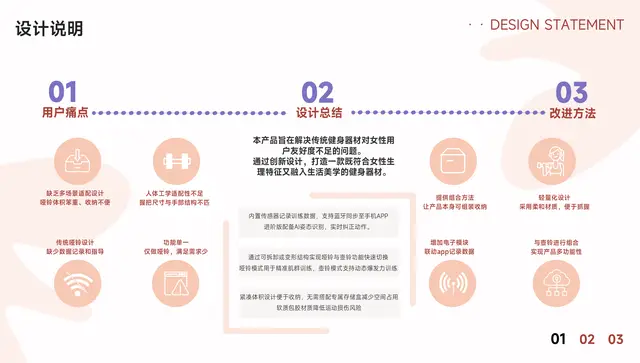 设计说明
DESIGN STATEMENT
01
用户痛点
02
设计总结
03
改进方法
缺乏多场景适配设计
哑铃体积笨重、收纳不便
人体工学适配性不足
握把尺寸与手部结构不匹
传统哑铃设计
缺少数据记录和指导
功能单一
仅做哑铃,满足需求少
本产品旨在解决传统健身器材对女性用
户友好度不足的问题。
通过创新设计,打造一款既符合女性生
理特征又融入生活美学的健身器材。
内置传感器记录训练数据,支持蓝牙同步至手机APP
进阶版配备AI姿态识别,实时纠正动作。
通过可拆卸或变形结构实现哑铃与壶铃功能快速切换
哑铃模式用于精准肌群训练,壶铃模式支持动态爆发力训练
紧凑体积设计便于收纳,无需搭配专属存储盒减少空间占用
软质包胶材质降低运动损伤风险
提供组合方法
让产品本身可组装收纳
轻量化设计
采用柔和材质,便于抓握
增加电子模块
联动app记录数据
与壶铃进行组合
实现产品多功能性
01 02 03